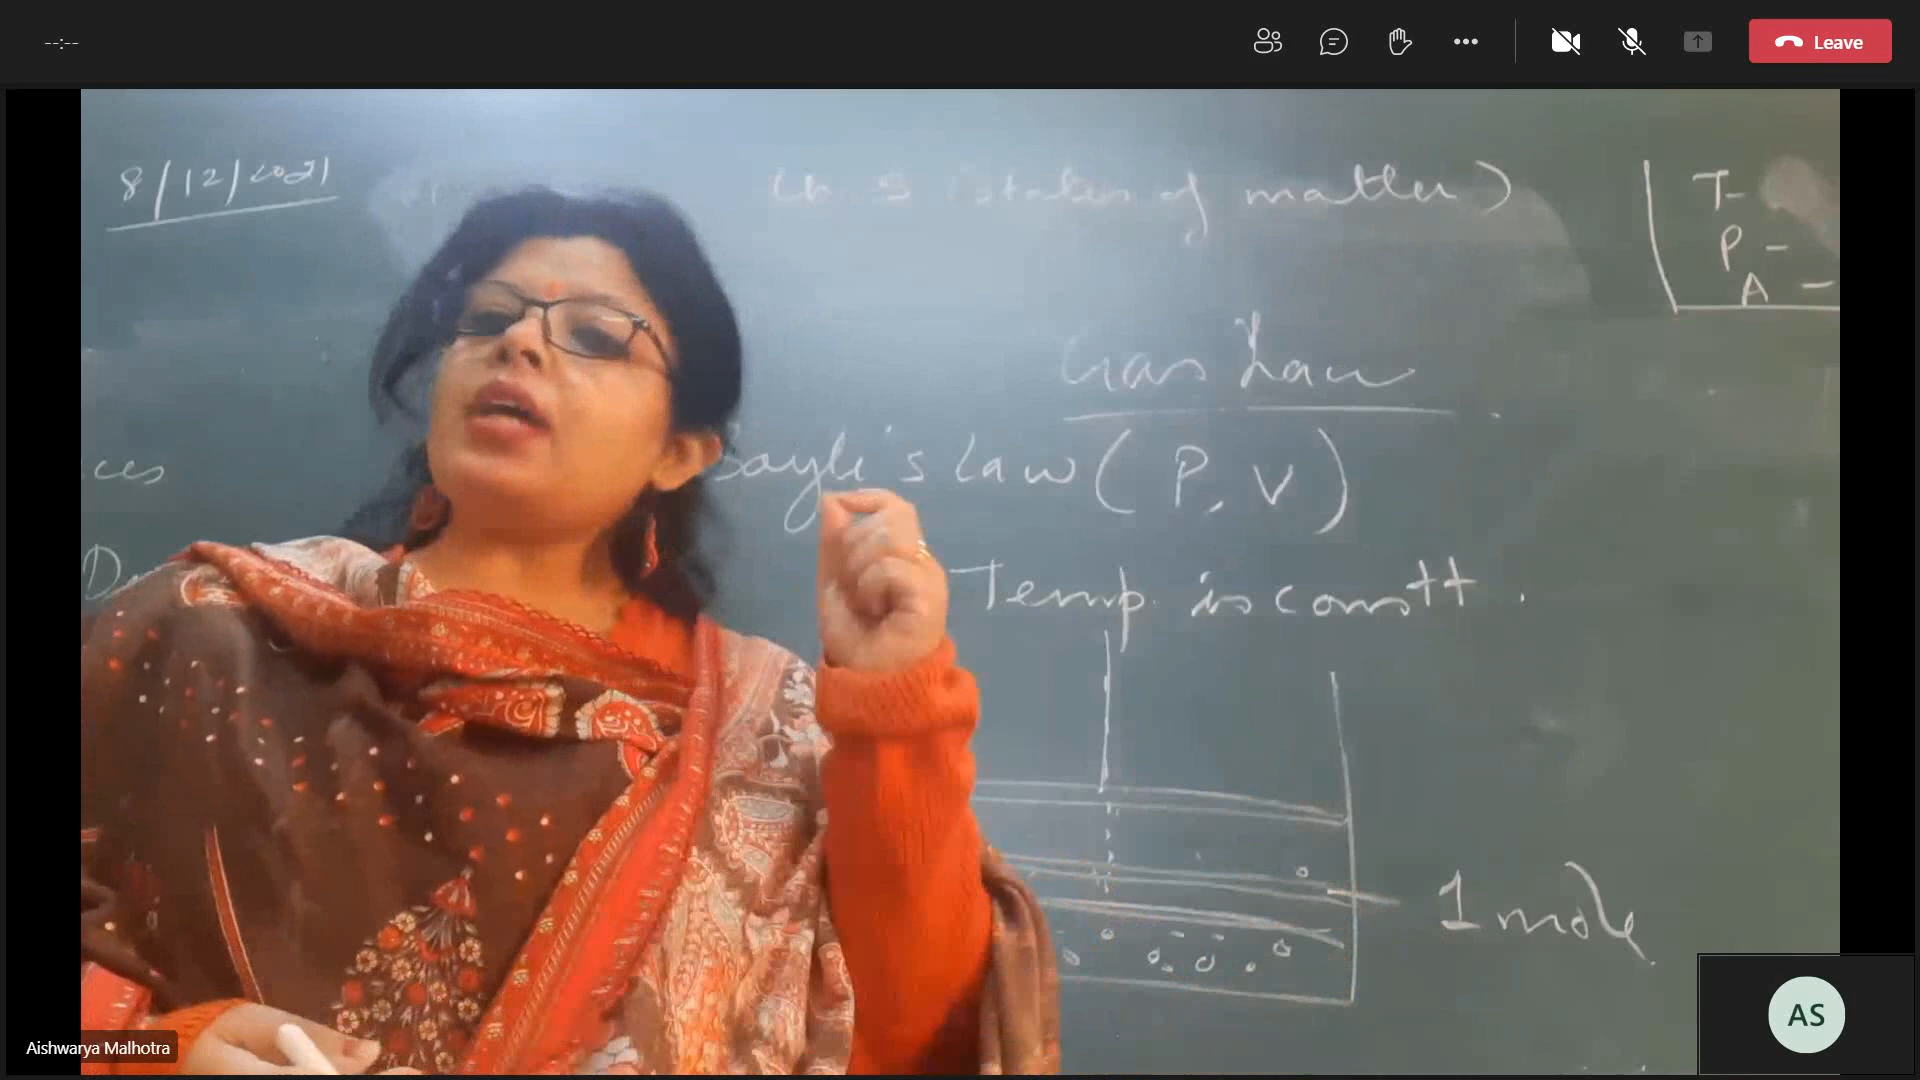 --:--
Leave
8/12/2021
Ch 5 (States of matter)
T-
P -
A -
Gas Law
ces
Bayle's Law (P, V)
D
Temp. is constt.
1 mole
AS
Aishwarya Malhotra